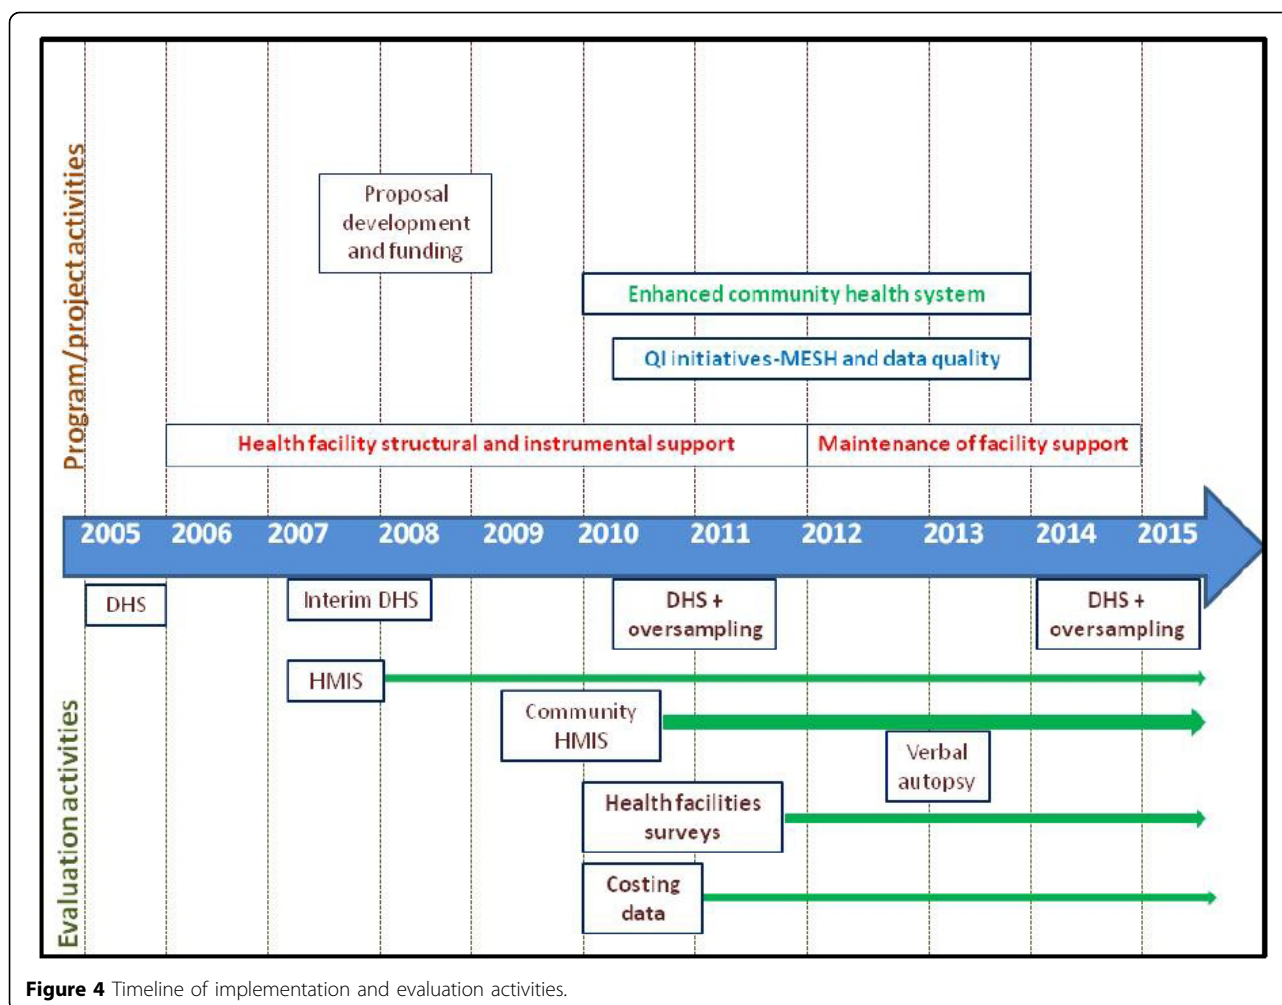 Program/project activities
Proposal
development
and funding
Enhanced community health system
QI initiatives-MESH and data quality
Health facility structural and instrumental support
Maintenance of facility support
2005 2006 2007 2008 2009 2010 2011 2012 2013 2014 2015
Evaluation activities
DHS
Interim DHS
DHS +
oversampling
DHS +
oversampling
HMIS
Community
HMIS
Verbal
autopsy
Health facilities
surveys
Costing
data
Figure 4 Timeline of implementation and evaluation activities.